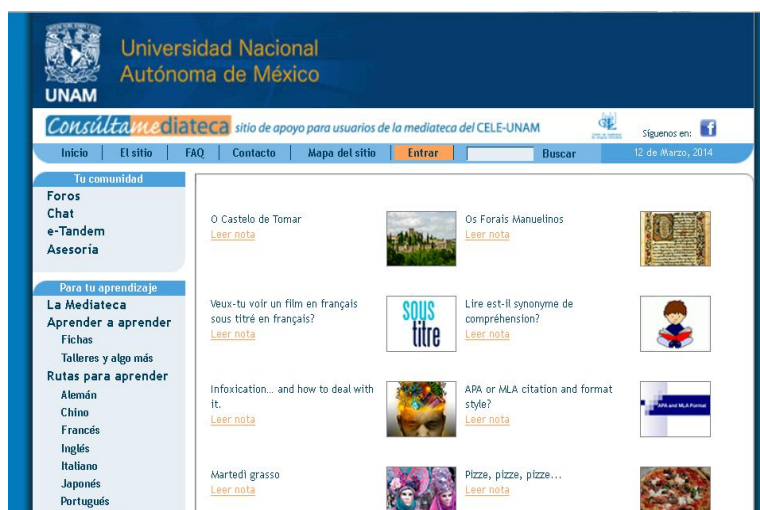 Universidad Nacional
Autónoma de México
UNAM
Consúltamediateca sitio de apoyo para usuarios de la mediateca del CELE-UNAM
Síguenos en:
Inicio El sitio FAQ Contacto Mapa del sitio Entrar Buscar 12 de Marzo, 2014
Tu comunidad
Foros
Chat
e-Tandem
Asesoría
Para tu aprendizaje
La Mediateca
Aprender a aprender
Fichas
Talleres y algo más
Rutas para aprender
Alemán
Chino
Francés
Inglés
Italiano
Japonés
Portugués
O Castelo de Tomar
Leer nota
Os Forais Manuelinos
Leer nota
Veux-tu voir un film en français
sous titré en français?
Leer nota
sous
titre
Lire est-il synonyme de
compréhension?
Leer nota
Infoxication... and how to deal with
it.
Leer nota
APA or MLA citation and format
style?
Leer nota
APA and MLA Format
Martedì grasso
Leer nota
Pizze, pizze, pizze...
Leer nota